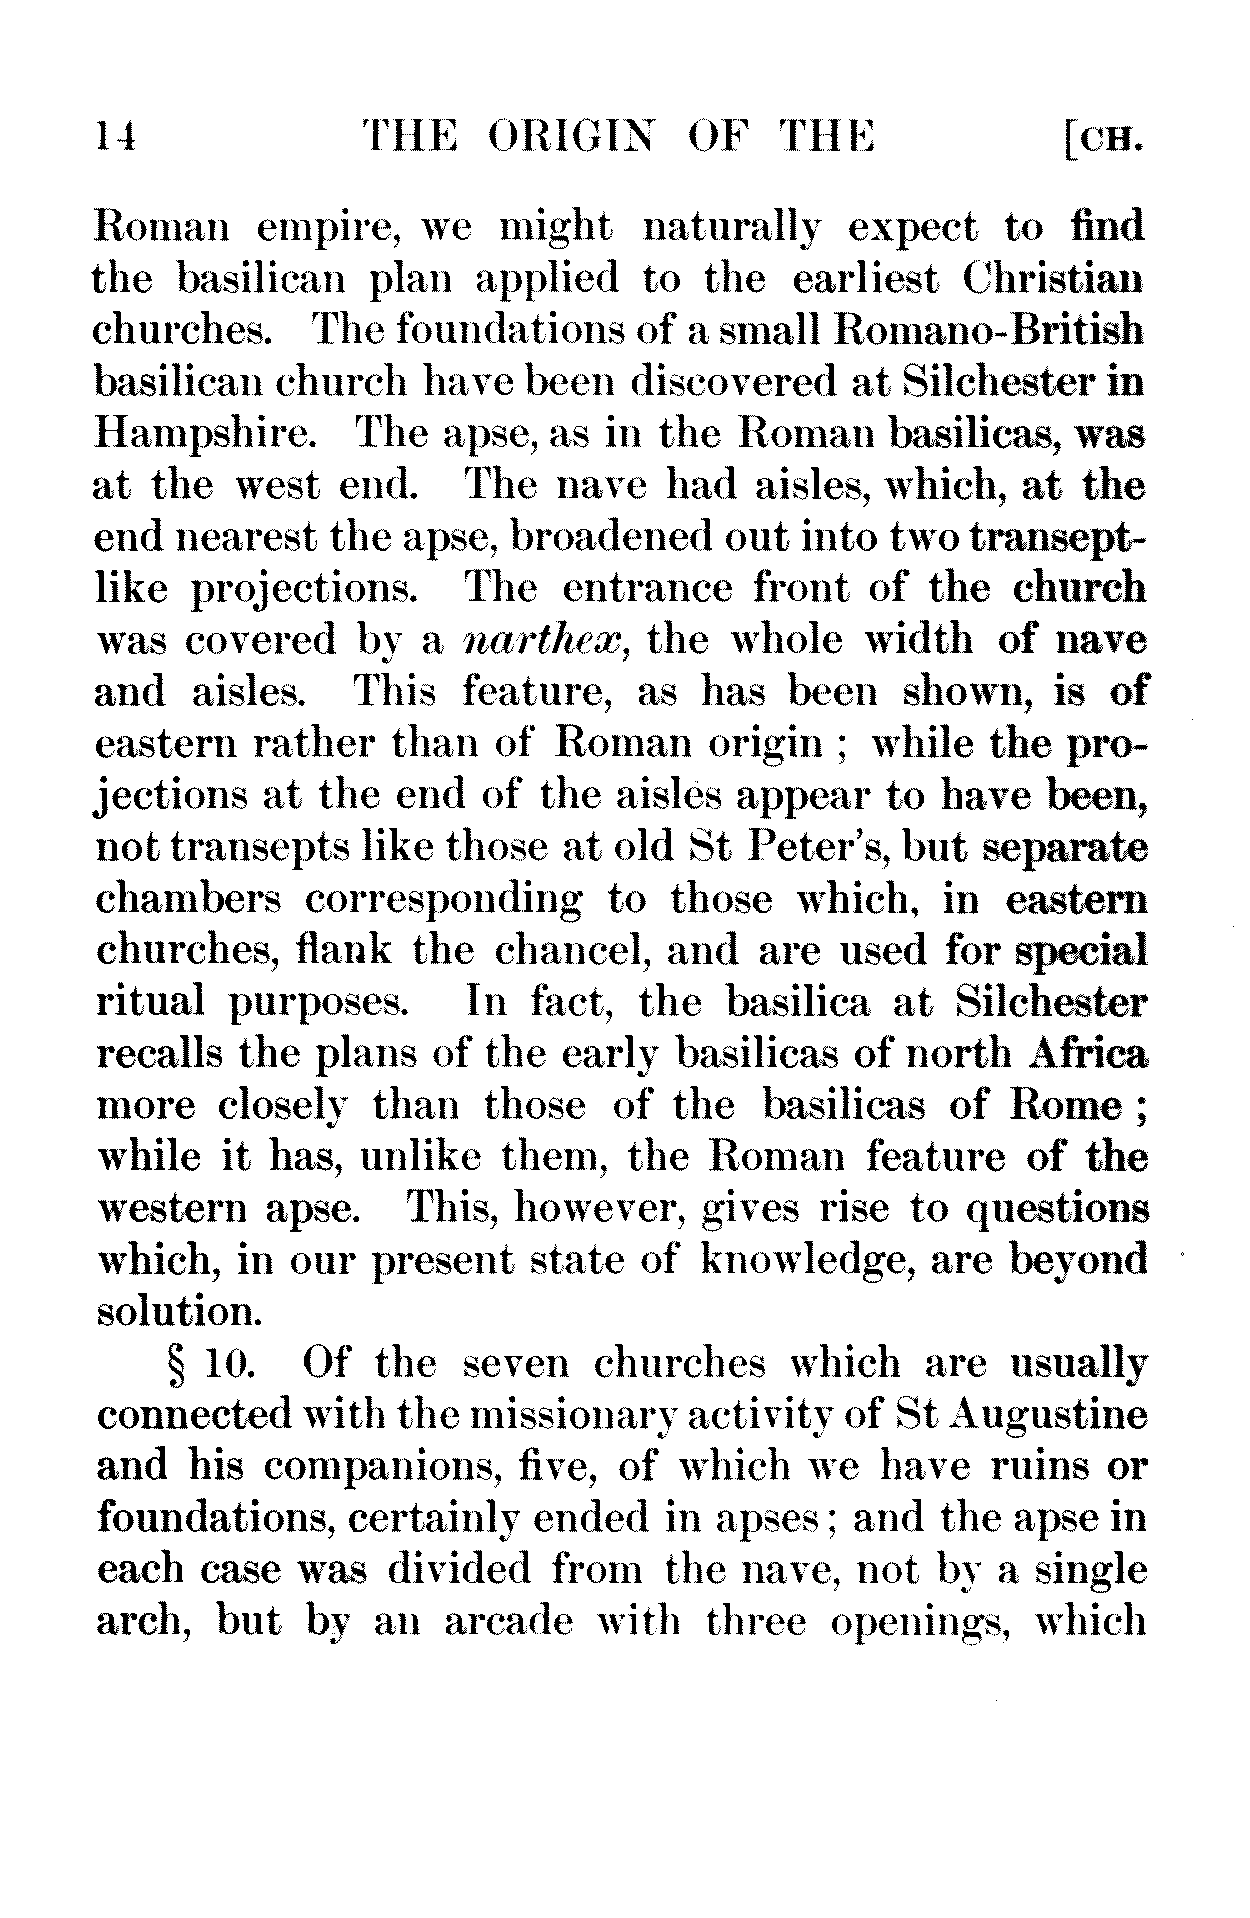 14 THE ORIGIN OF THE [CH.
Roman empire, we might naturally expect to find
the basilican plan applied to the earliest Christian
churches. The foundations of a small Romano-British
basilican church have been discovered at Silchester in
Hampshire. The apse, as in the Roman basilicas, was
at the west end. The nave had aisles, which, at the
end nearest the apse, broadened out into two transept-
like projections. The entrance front of the church
was covered by a narthex, the whole width of nave
and aisles. This feature, as has been shown, is of
eastern rather than of Roman origin ; while the pro-
jections at the end of the aisles appear to have been,
not transepts like those at old St Peter's, but separate
chambers corresponding to those which, in eastern
churches, flank the chancel, and are used for special
ritual purposes. In fact, the basilica at Silchester
recalls the plans of the early basilicas of north Africa
more closely than those of the basilicas of Rome ;
while it has, unlike them, the Roman feature of the
western apse. This, however, gives rise to questions
which, in our present state of knowledge, are beyond
solution.
§ 10. Of the seven churches which are usually
connected with the missionary activity of St Augustine
and his companions, five, of which we have ruins or
foundations, certainly ended in apses ; and the apse in
each case was divided from the nave, not by a single
arch, but by an arcade with three openings, which